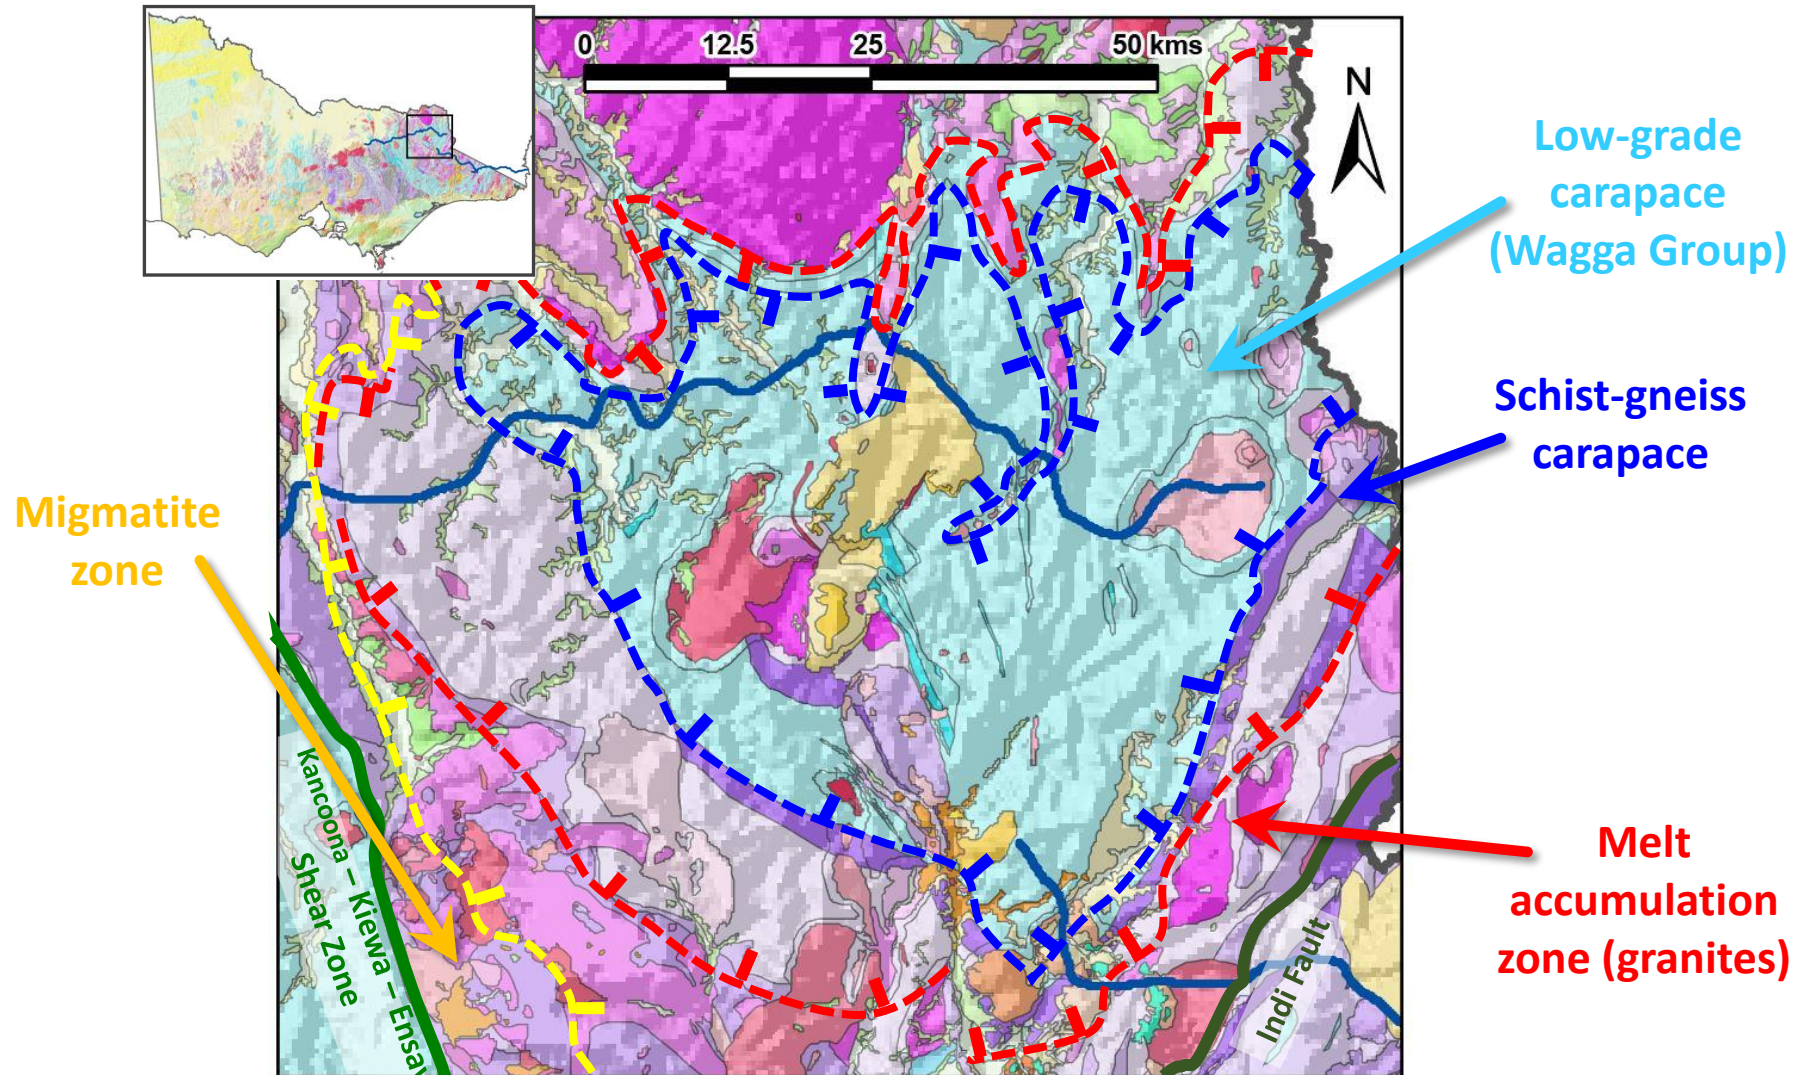 0 12.5 25 50 kms
N
Low-grade
carapace
(Wagga Group)
Schist-gneiss
carapace
Migmatite
zone
Melt
accumulation
zone (granites)
Kancoona – Kiewa – Ensay
Shear Zone
Indi Fault